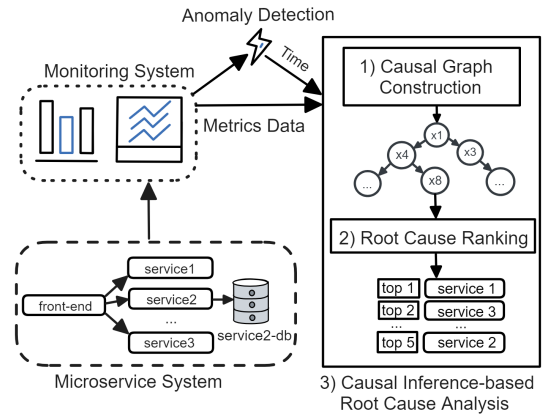 Anomaly Detection
Time
Monitoring System
Metrics Data
1) Causal Graph
Construction
x1
x4
x3
...
x8
...
2) Root Cause Ranking
top 1
service 1
top 2
service 3
...
...
top 5
service 2
3) Causal Inference-based
Root Cause Analysis
service1
front-end
service2
...
service3
service2-db
Microservice System